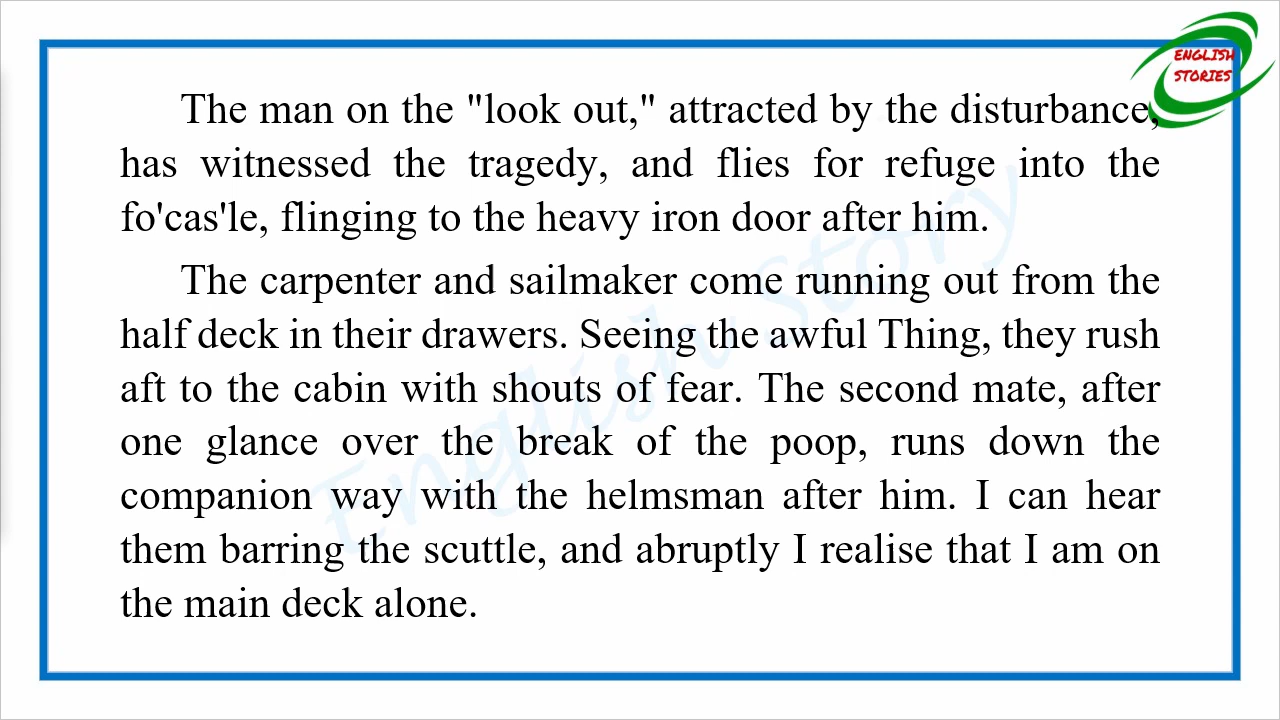 ENGLISH
STORIES
The man on the "look out," attracted by the disturbance,
has witnessed the tragedy, and flies for refuge into the
fo'cas'le, flinging to the heavy iron door after him.
The carpenter and sailmaker come running out from the
half deck in their drawers. Seeing the awful Thing, they rush
aft to the cabin with shouts of fear. The second mate, after
one glance over the break of the poop, runs down the
companion way with the helmsman after him. I can hear
them barring the scuttle, and abruptly I realise that I am on
the main deck alone.
English Story